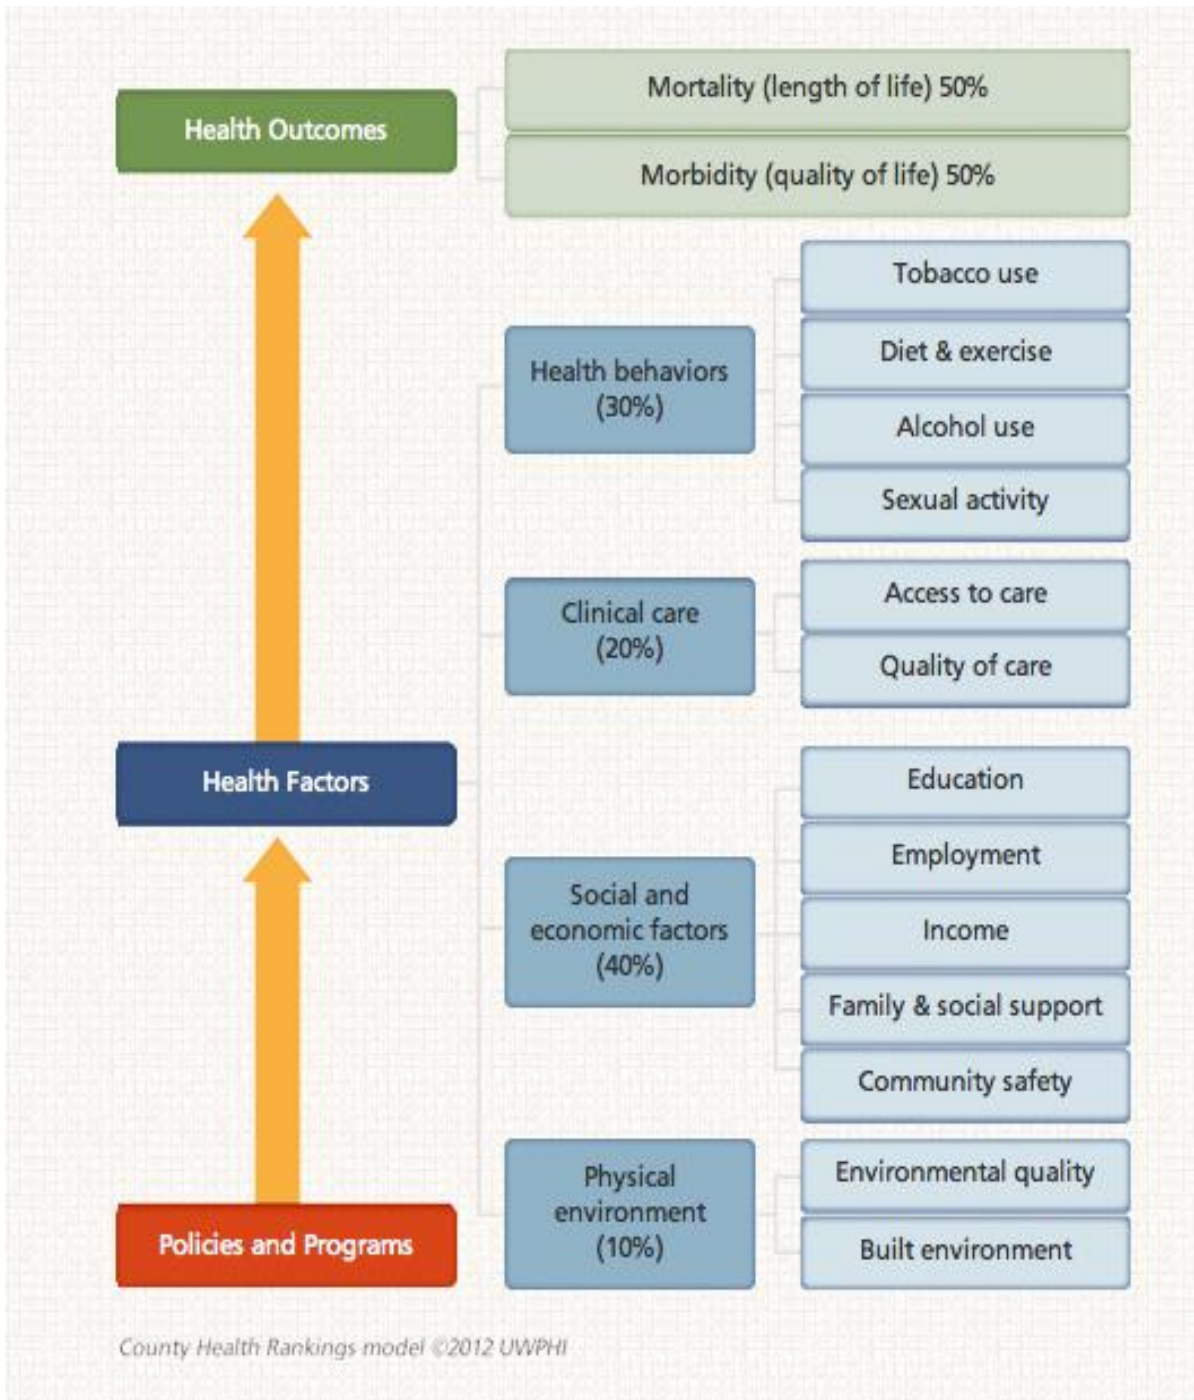 Health Outcomes
Mortality (length of life) 50%
Morbidity (quality of life) 50%
Health Factors
Health behaviors
(30%)
Tobacco use
Diet & exercise
Alcohol use
Sexual activity
Clinical care
(20%)
Access to care
Quality of care
Social and
economic factors
(40%)
Education
Employment
Income
Family & social support
Community safety
Physical
environment
(10%)
Environmental quality
Built environment
Policies and Programs
County Health Rankings model ©2012 UWPHI